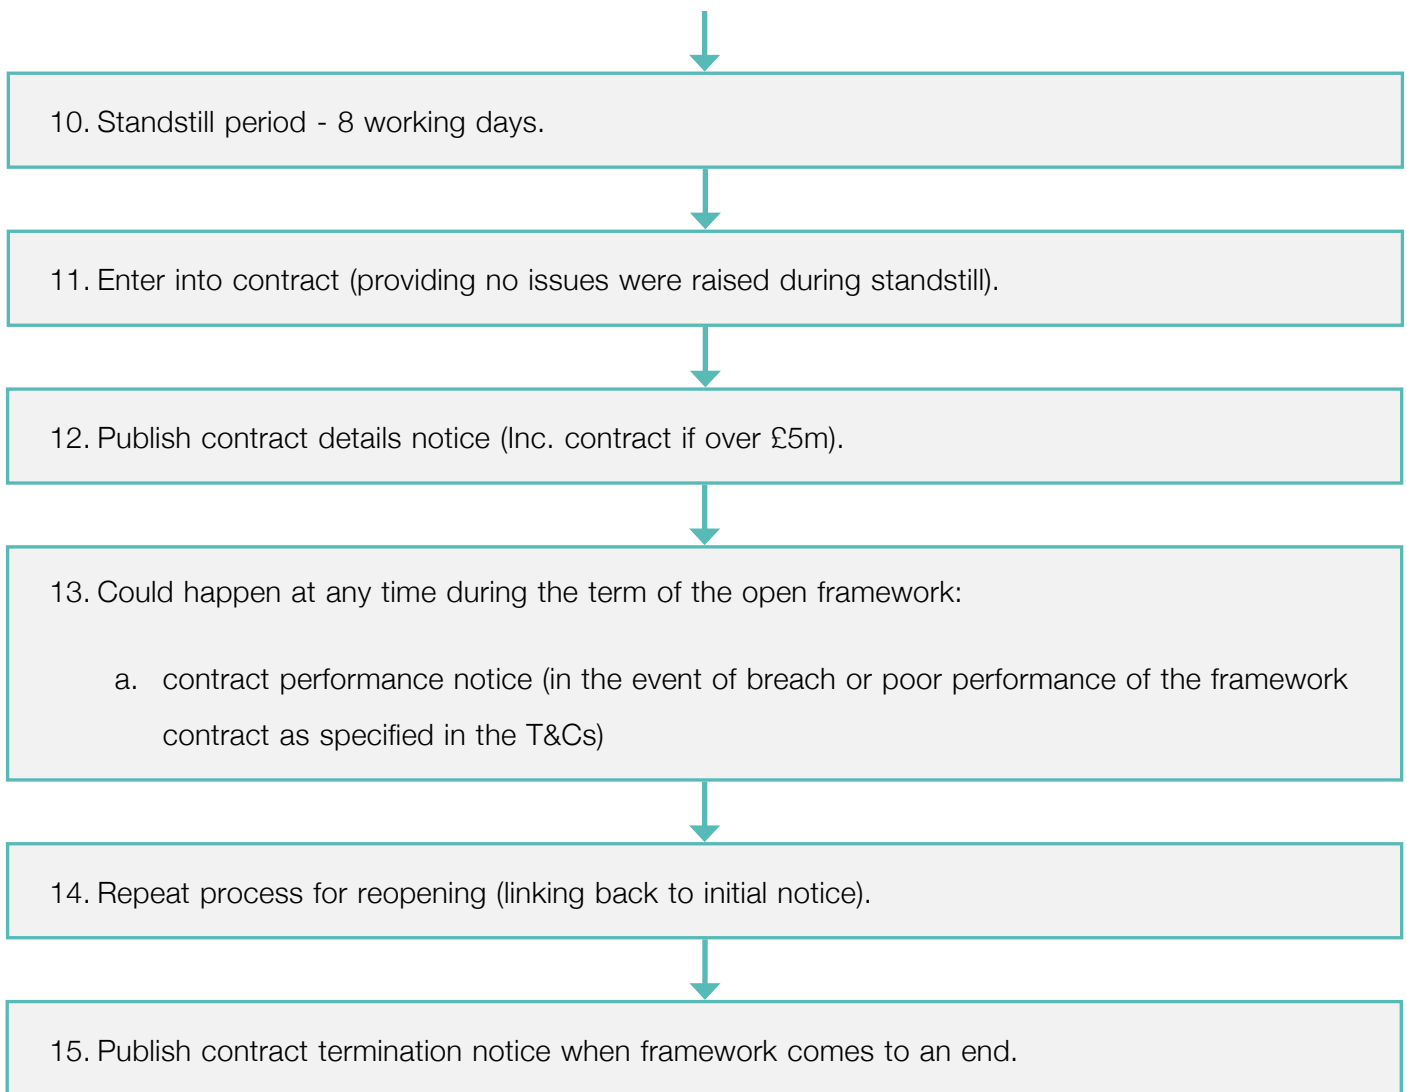 10. Standstill period - 8 working days.
11. Enter into contract (providing no issues were raised during standstill).
12. Publish contract details notice (Inc. contract if over £5m).
13. Could happen at any time during the term of the open framework:
a. contract performance notice (in the event of breach or poor performance of the framework
contract as specified in the T&Cs)
14. Repeat process for reopening (linking back to initial notice).
15. Publish contract termination notice when framework comes to an end.